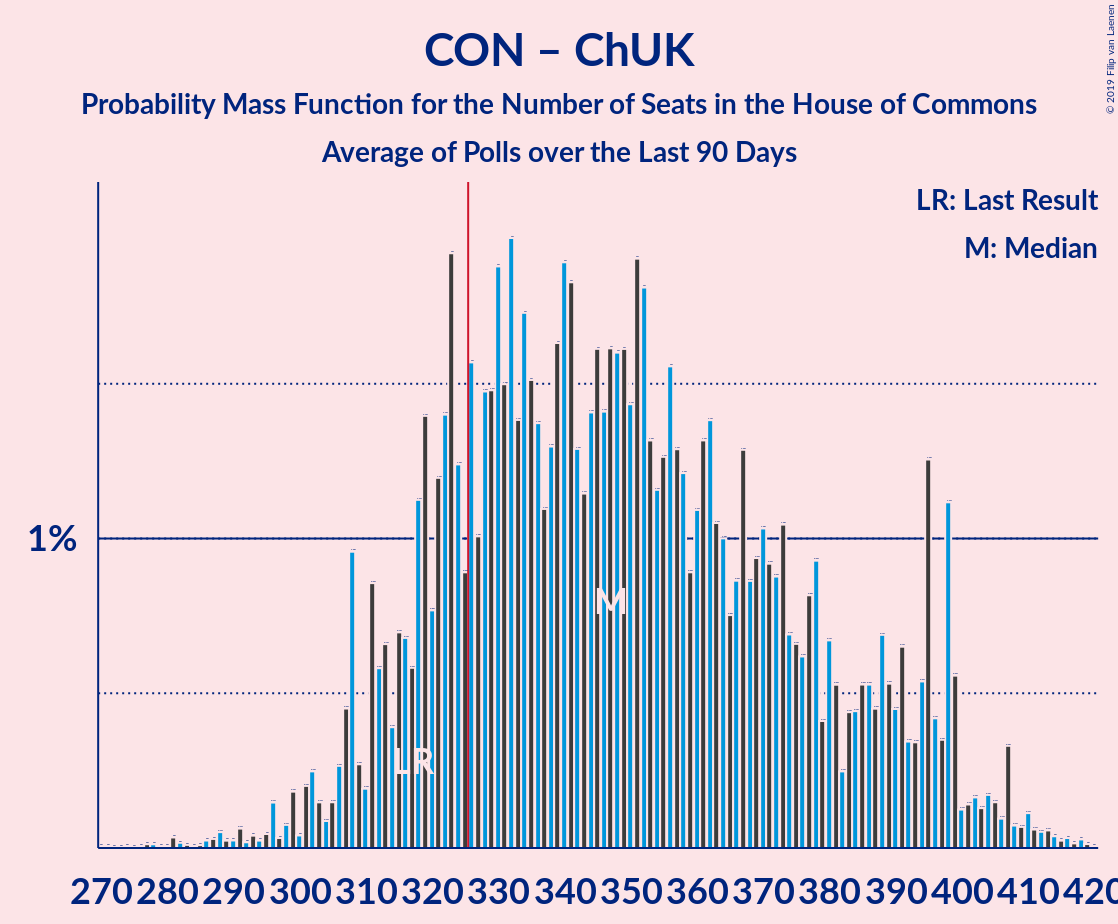 © 2019 Filip van Laenen
CON – ChUK
Probability Mass Function for the Number of Seats in the House of Commons
Average of Polls over the Last 90 Days
LR: Last Result
M: Median
1%
M
LR
270 280 290 300 310 320 330 340 350 360 370 380 390 400 410 420